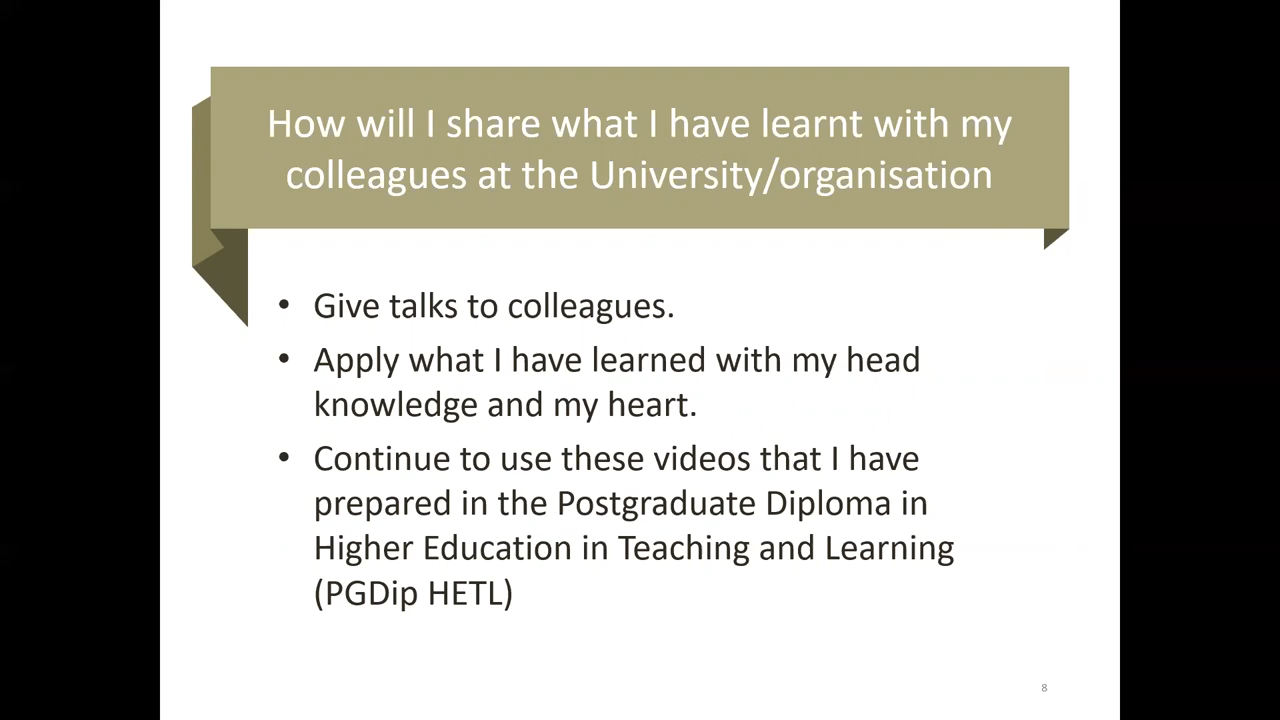 How will I share what I have learnt with my
colleagues at the University/organisation
• Give talks to colleagues.
• Apply what I have learned with my head
knowledge and my heart.
• Continue to use these videos that I have
prepared in the Postgraduate Diploma in
Higher Education in Teaching and Learning
(PGDip HETL)
8